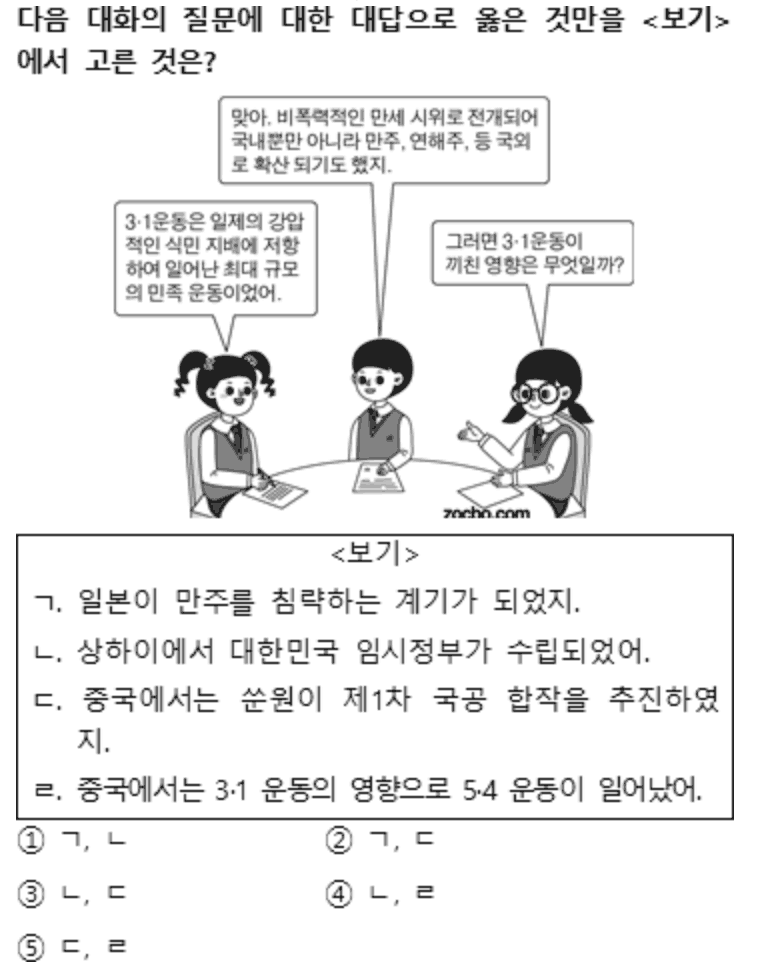 다음 대화의 질문에 대한 대답으로 옳은 것만을 <보기>
에서 고른 것은?
맞아. 비폭력적인 만세 시위로 전개되어
국내뿐만 아니라 만주, 연해주, 등 국외
로 확산 되기도 했지.
3·1운동은 일제의 강압
적인 식민 지배에 저항
하여 일어난 최대 규모
의 민족 운동이었어.
그러면 3·1운동이
끼친 영향은 무엇일까?
zocbo.com
<보기>
ㄱ. 일본이 만주를 침략하는 계기가 되었지.
ㄴ. 상하이에서 대한민국 임시정부가 수립되었어.
ㄷ. 중국에서는 쑨원이 제1차 국공 합작을 추진하였
지.
ㄹ. 중국에서는 3·1 운동의 영향으로 5·4 운동이 일어났어.
① ㄱ, ㄴ ② ㄱ, ㄷ
③ ㄴ, ㄷ ④ ㄴ, ㄹ
⑤ ㄷ, ㄹ